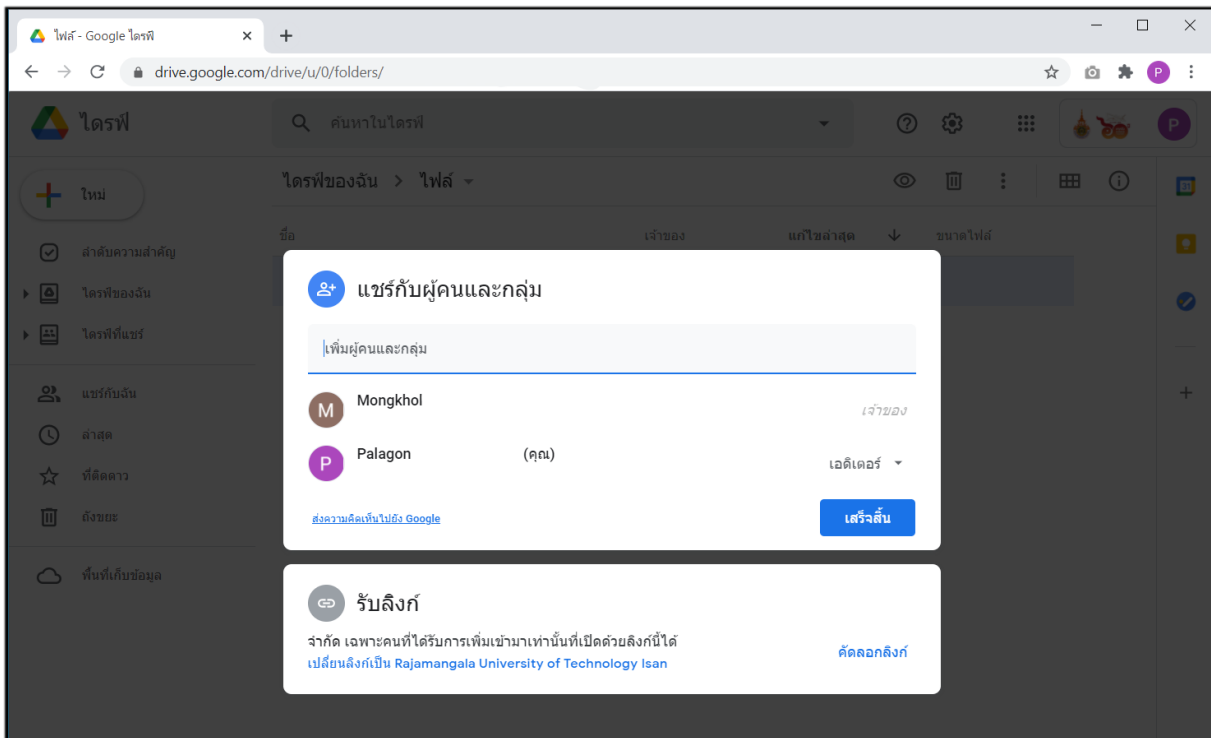 ไฟล์ - Google ไดรฟ์
drive.google.com/drive/u/0/folders/
P
ไดรฟ์
ค้นหาในไดรฟ์
P
ใหม่
ไดรฟ์ของฉัน > ไฟล์
ชื่อ เจ้าของ แก้ไขล่าสุด ขนาดไฟล์
31
ลำดับความสำคัญ
ไดรฟ์ของฉัน
ไดรฟ์ที่แชร์
แชร์กับฉัน
ล่าสุด
ที่ติดดาว
ถังขยะ
พื้นที่เก็บข้อมูล
แชร์กับผู้คนและกลุ่ม
เพิ่มผู้คนและกลุ่ม
M Mongkhol เจ้าของ
P Palagon (คุณ) เอดิเตอร์
ส่งความคิดเห็นไปยัง Google เสร็จสิ้น
รับลิงก์
จำกัด เฉพาะคนที่ได้รับการเพิ่มเข้ามาเท่านั้นที่เปิดด้วยลิงก์นี้ได้
เปลี่ยนลิงก์เป็น Rajamangala University of Technology Isan
คัดลอกลิงก์